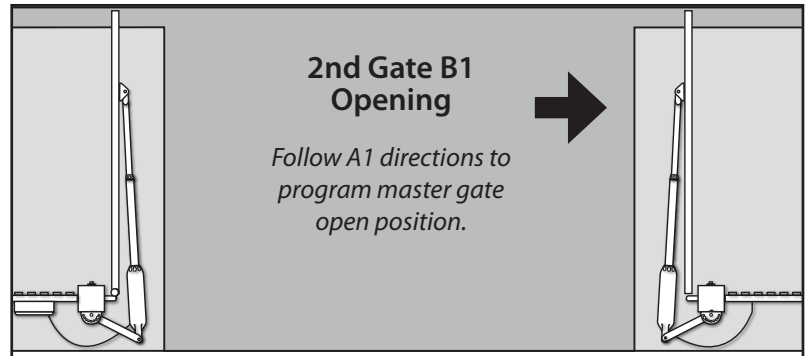 2nd Gate B1
Opening
Follow A1 directions to
program master gate
open position.